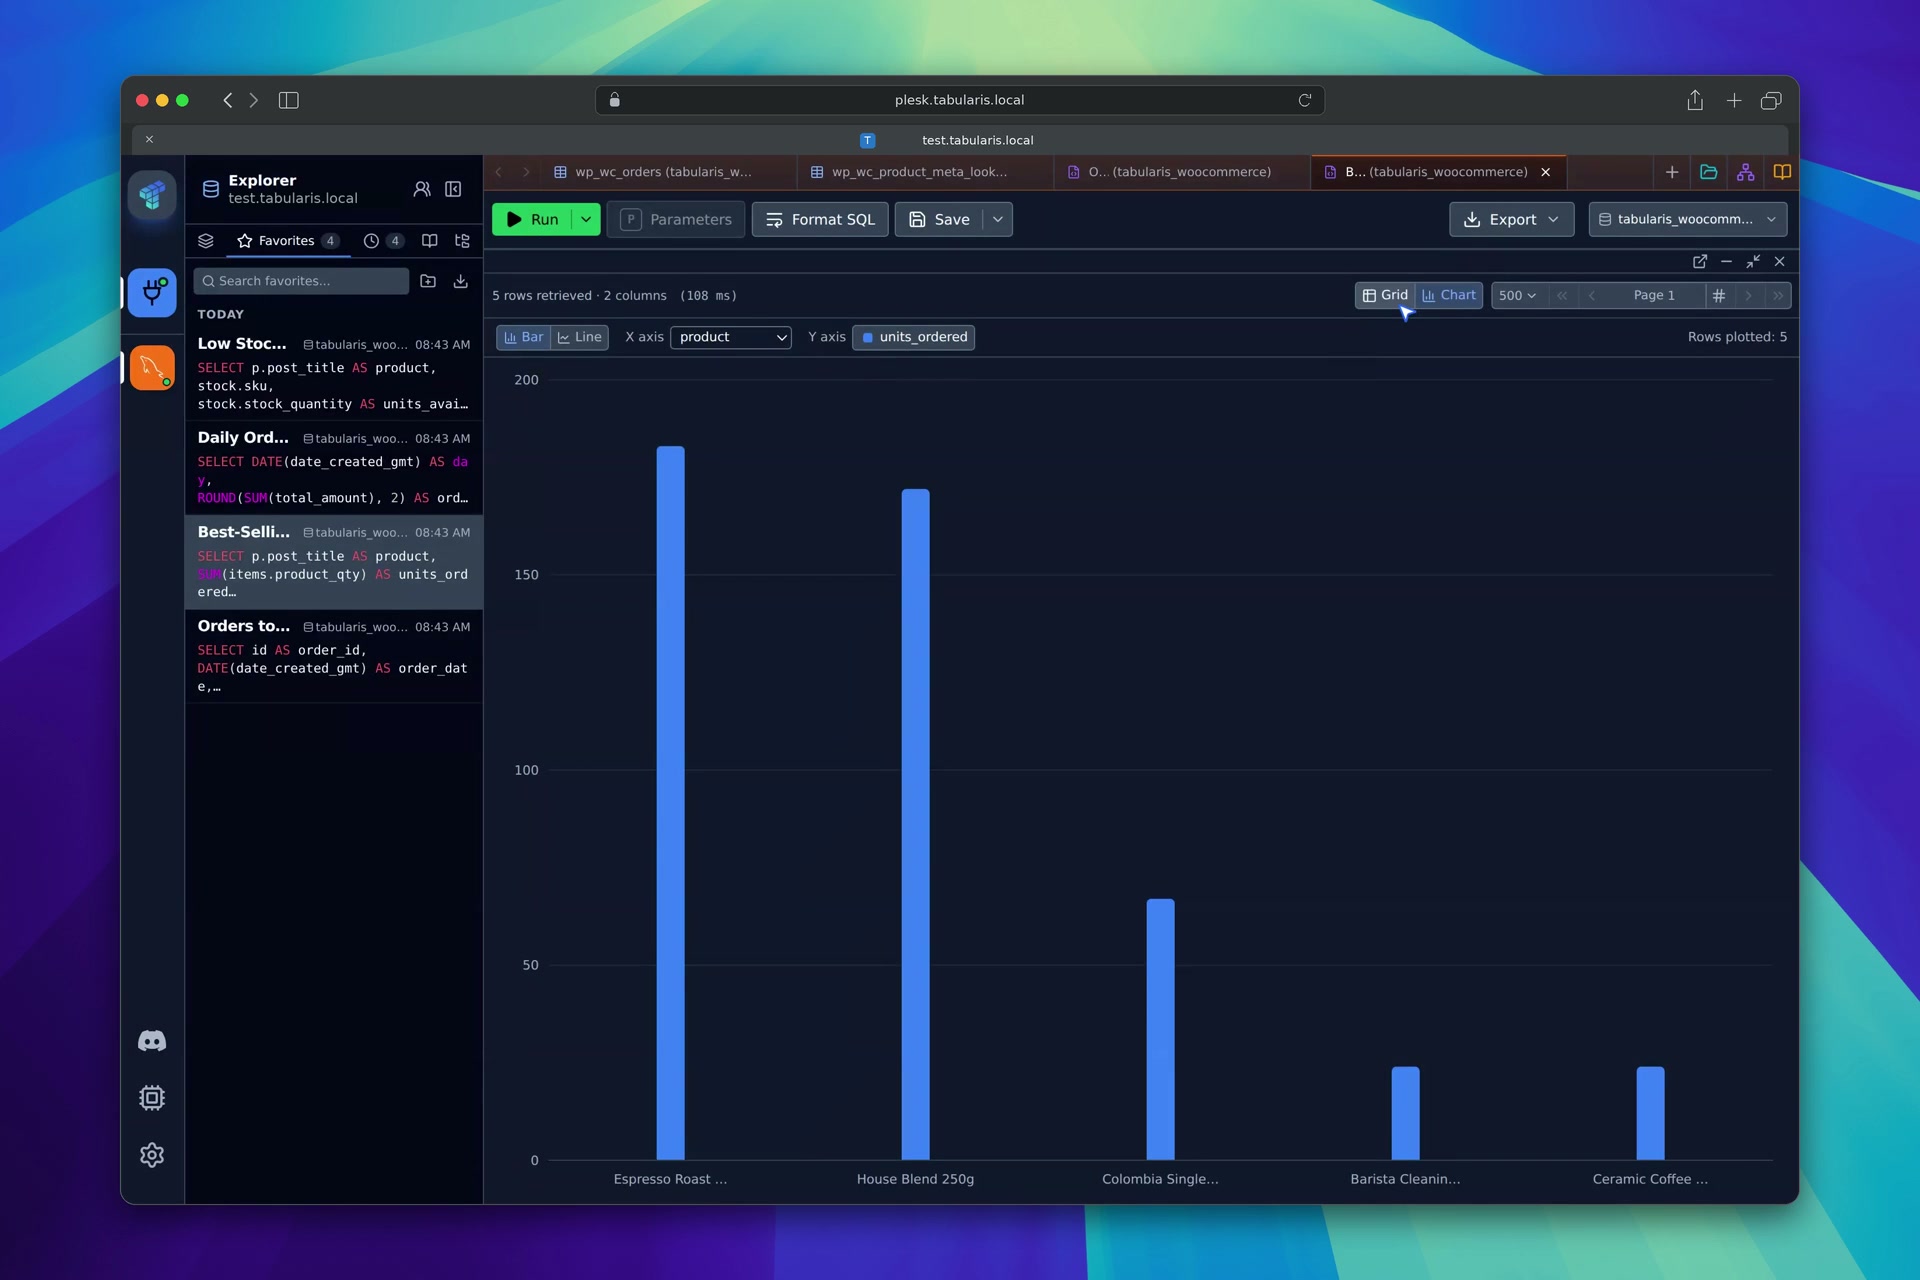 plesk.tabularis.local
T test.tabularis.local
Explorer
test.tabularis.local
wp_wc_orders (tabularis_w...
wp_wc_product_meta_look...
O... (tabularis_woocommerce)
B... (tabularis_woocommerce)
Run
P Parameters
Format SQL
Save
Export
tabularis_woocomm...
Favorites 4
4
Search favorites...
5 rows retrieved · 2 columns (108 ms)
Grid
Chart
500
Page 1
#
Bar
Line
X axis
product
Y axis
units_ordered
Rows plotted: 5
TODAY
Low Stoc... tabularis_woo... 08:43 AM
SELECT p.post_title AS product,
stock.sku,
stock.stock_quantity AS units_avai…
Daily Ord... tabularis_woo... 08:43 AM
SELECT DATE(date_created_gmt) AS da
y,
ROUND(SUM(total_amount), 2) AS ord…
Best-Selli... tabularis_woo... 08:43 AM
SELECT p.post_title AS product,
SUM(items.product_qty) AS units_ord
ered…
Orders to... tabularis_woo... 08:43 AM
SELECT id AS order_id,
DATE(date_created_gmt) AS order_dat
e,…
200
150
100
50
0
Espresso Roast ...
House Blend 250g
Colombia Single...
Barista Cleanin...
Ceramic Coffee ...